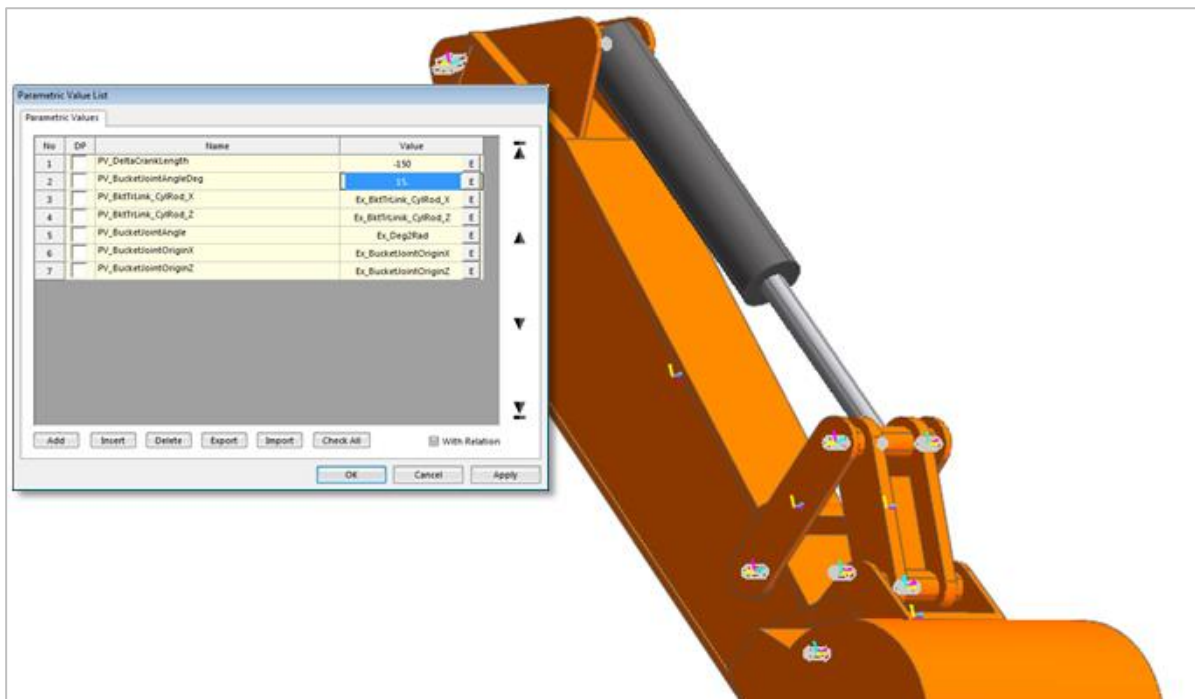 Parametric Value List
Parametric Values
No DP Name Value
1 PV_DeltaCrankLength -150 E
2 PV_BucketJointAngleDeg 15. E
3 PV_BktTrLink_CylRod_X Ex_BktTrLink_CylRod_X E
4 PV_BktTrLink_CylRod_Z Ex_BktTrLink_CylRod_Z E
5 PV_BucketJointAngle Ex_Deg2Rad E
6 PV_BucketJointOriginX Ex_BucketJointOriginX E
7 PV_BucketJointOriginZ Ex_BucketJointOriginZ E
Add Insert Delete Export Import Check All With Relation
OK Cancel Apply